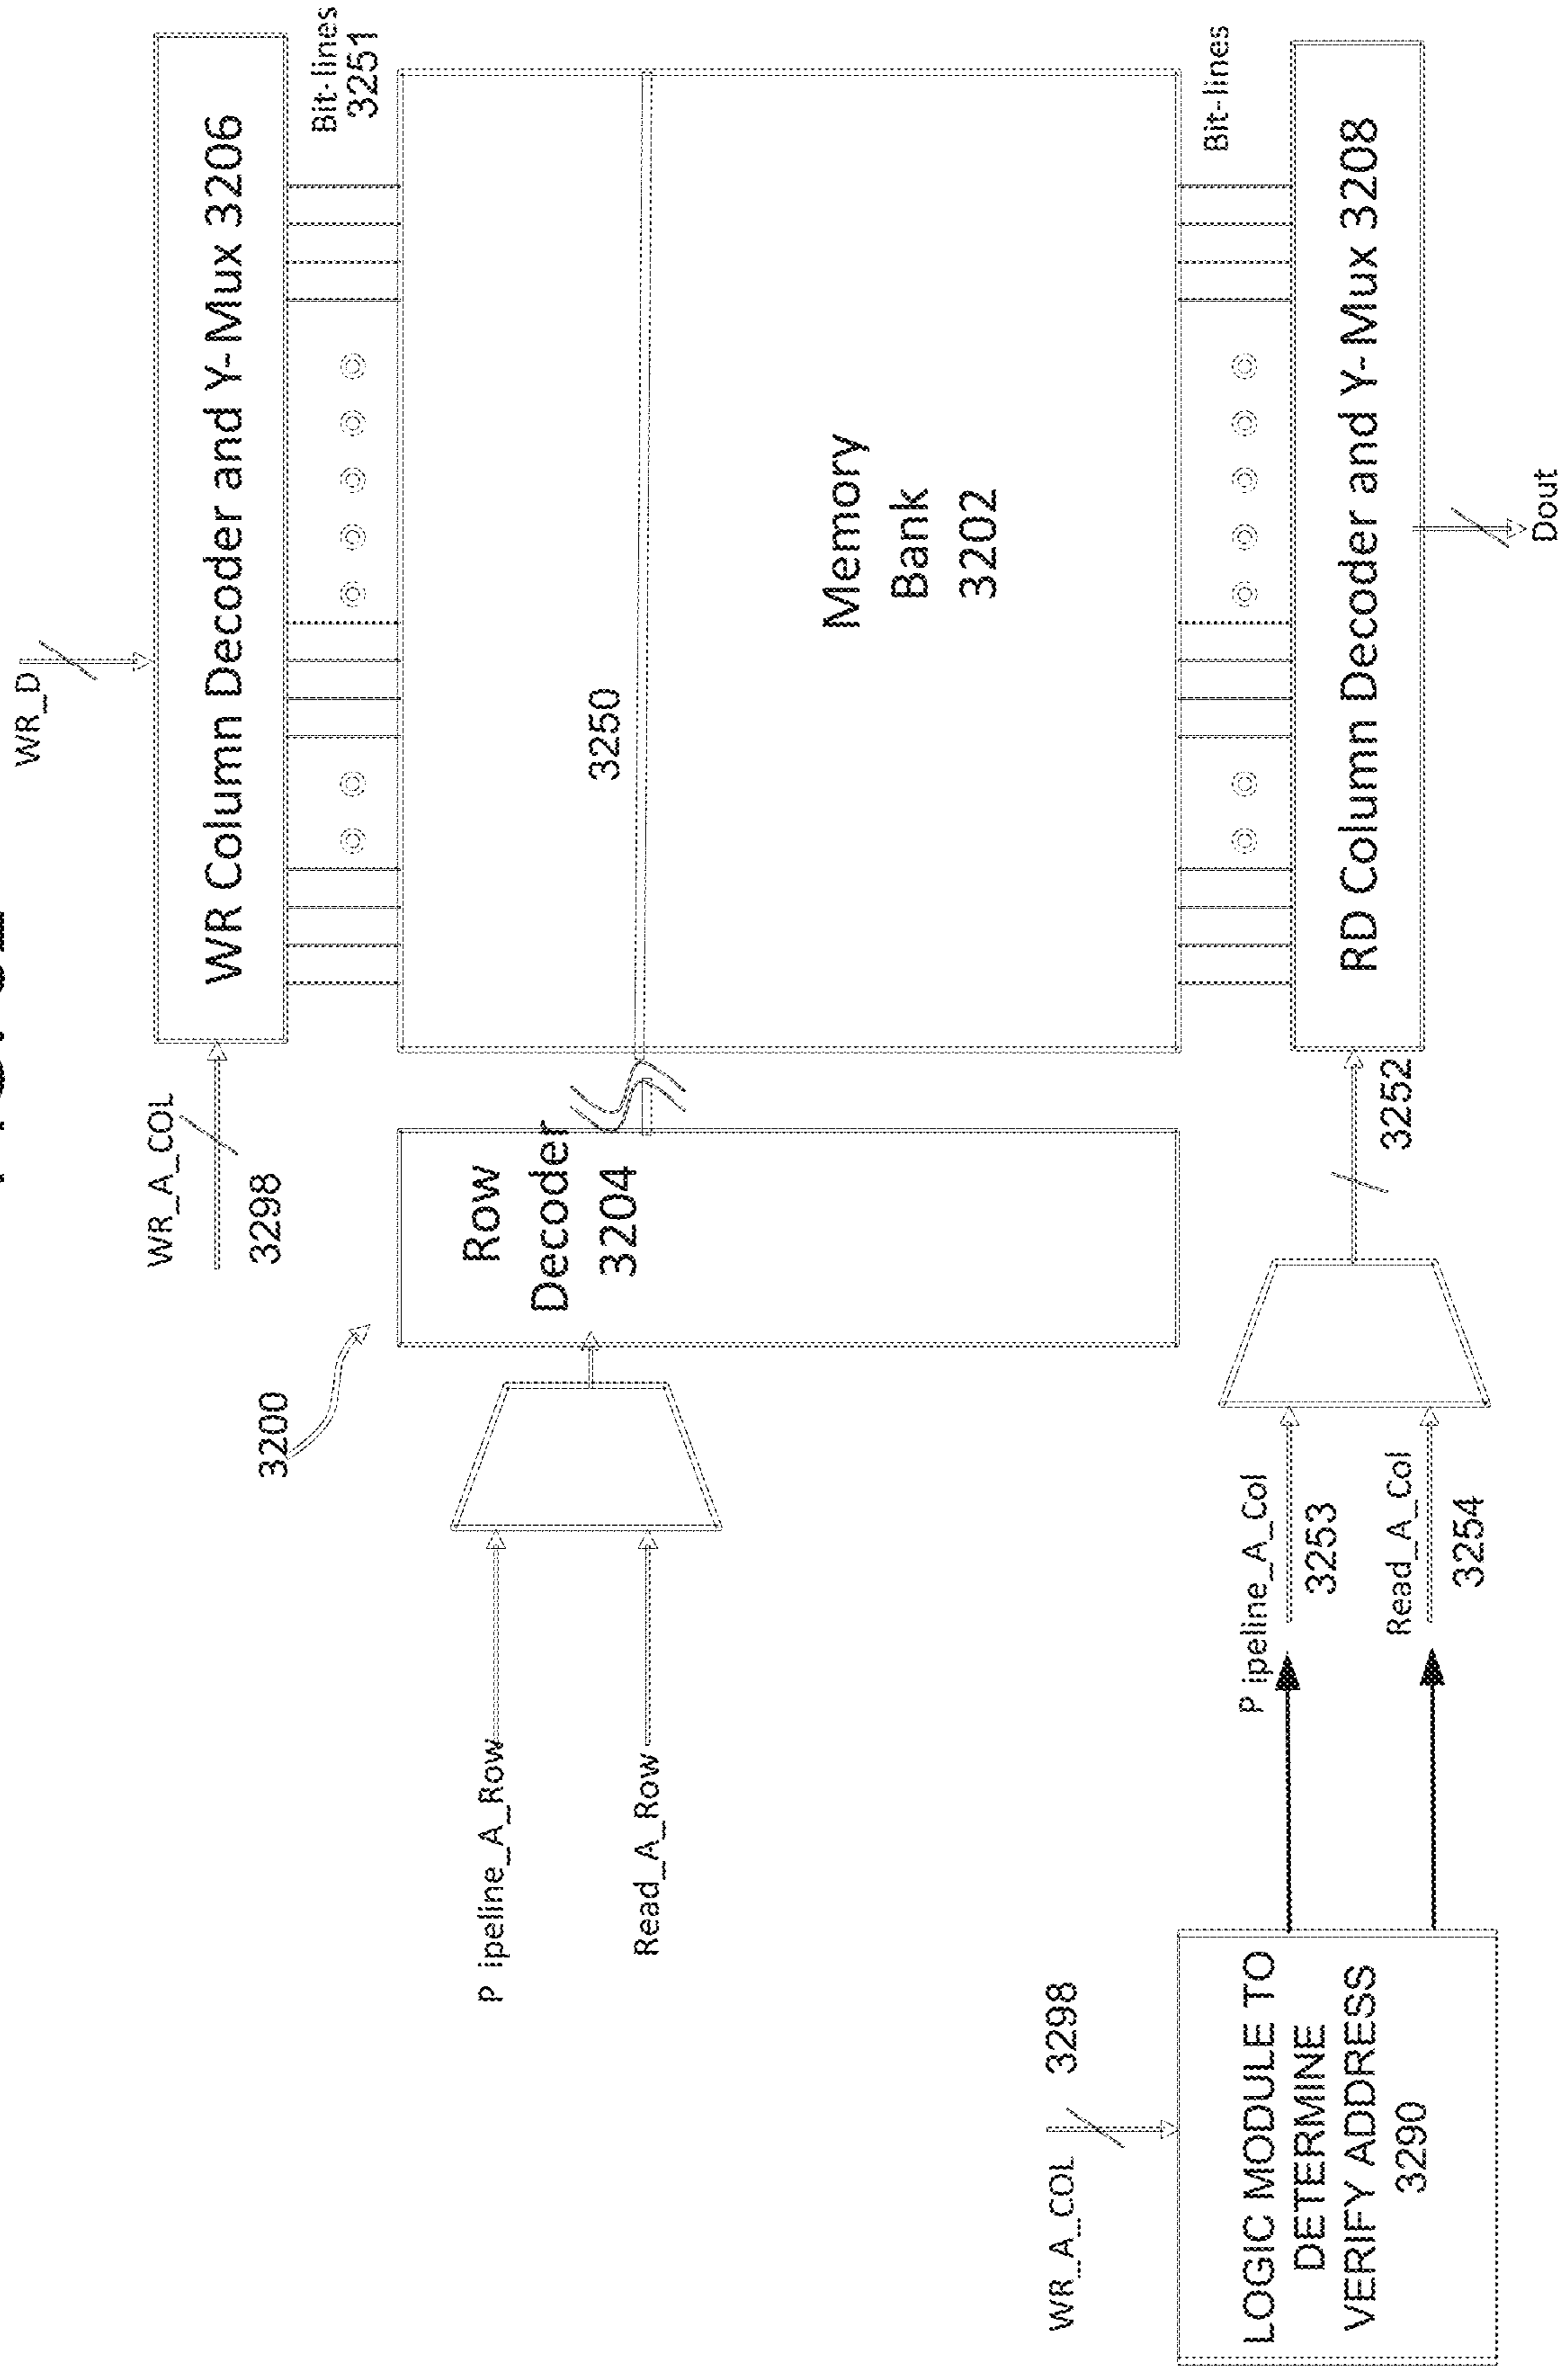 WR_D
WR_A_COL
3298
WR Column Decoder and Y-Mux 3206
Bit-lines
3251
3200
P ipeline_A_Row
Read_A_Row
Row
Decoder
3204
3250
Memory
Bank
3202
Bit-lines
WR_A_COL
3298
LOGIC MODULE TO
DETERMINE
VERIFY ADDRESS
3290
P ipeline_A_Col
3253
Read_A_Col
3254
3252
RD Column Decoder and Y-Mux 3208
Dout